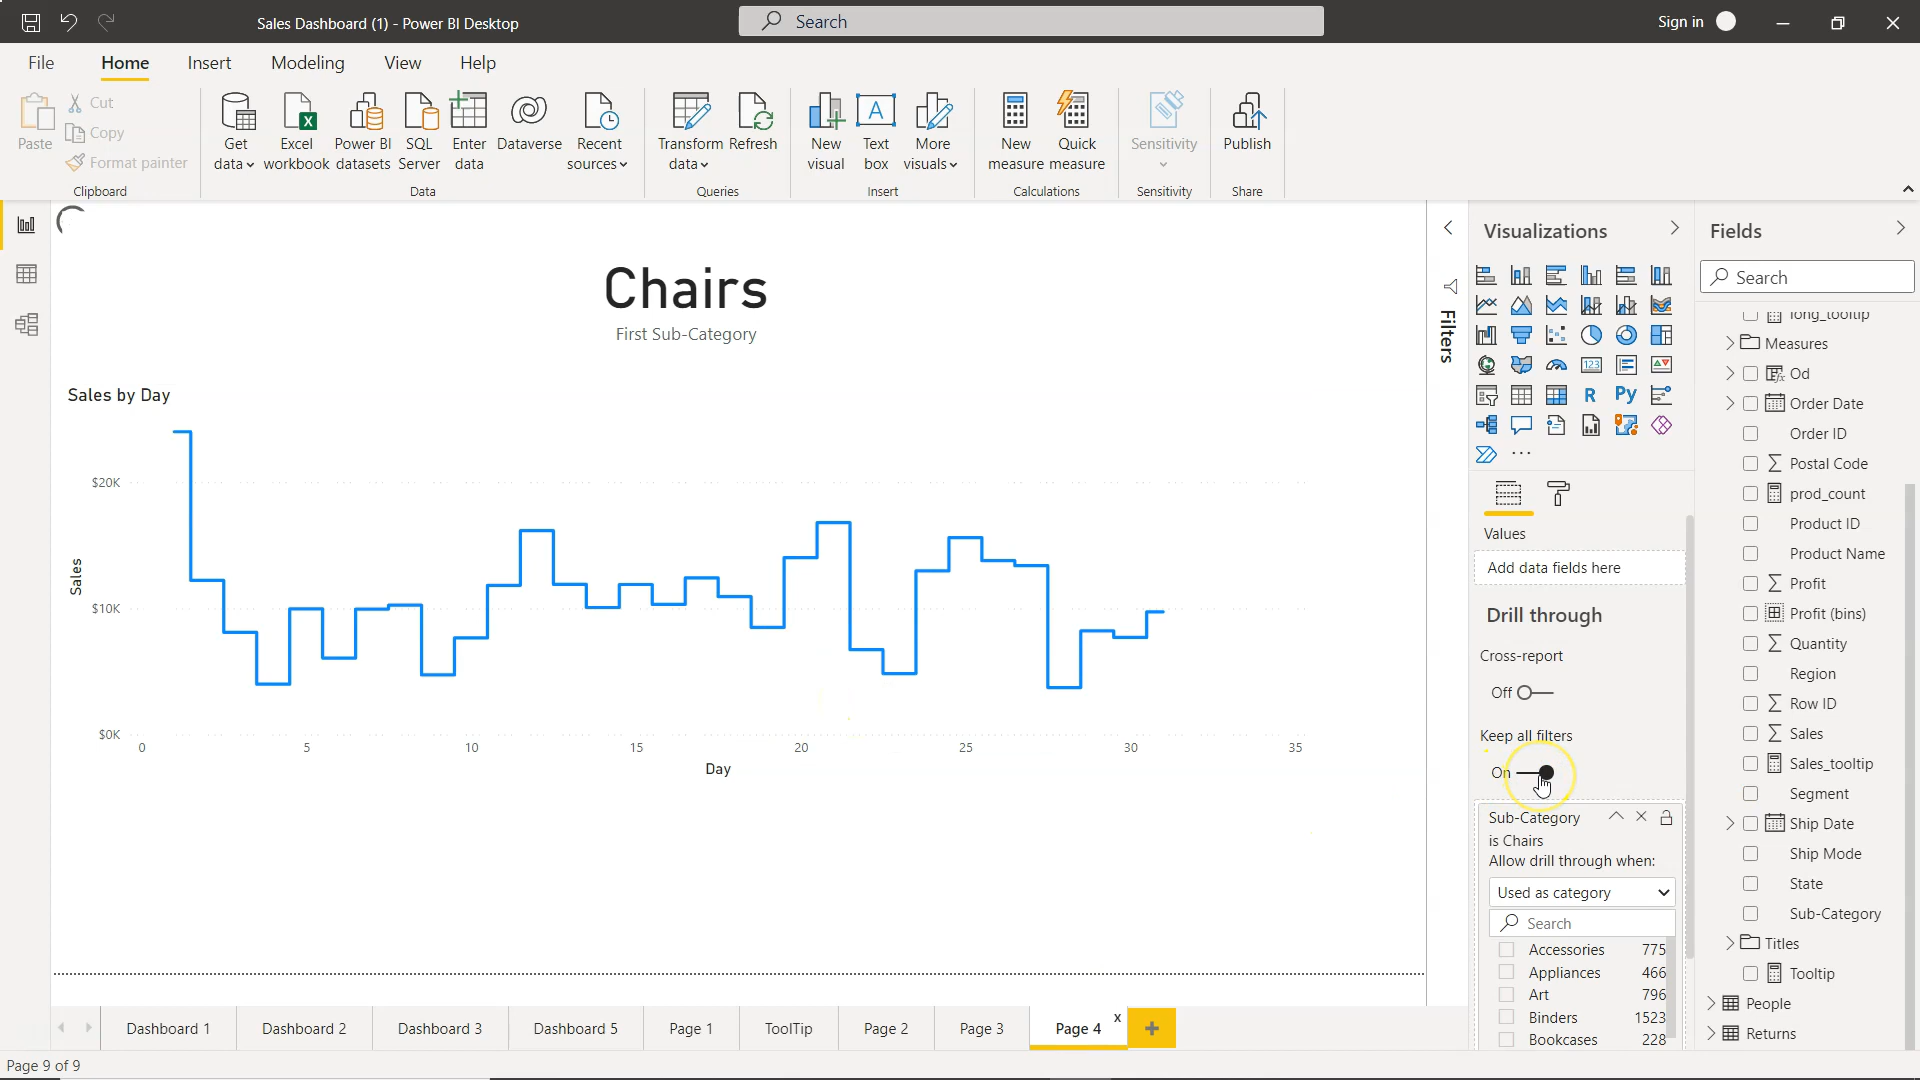 Sales Dashboard (1) - Power BI Desktop
Search
Sign in
File Home Insert Modeling View Help
Paste
Cut
Copy
Format painter
Clipboard
Get data
Excel workbook
Power BI datasets
SQL Server
Enter data
Dataverse
Recent sources
Data
Transform data
Refresh
Queries
New visual
A
Text box
More visuals
Insert
New measure
Quick measure
Calculations
Sensitivity
Sensitivity
Publish
Share
Chairs
First Sub-Category
Sales by Day
$20K
$10K
$0K
Sales
0 5 10 15 20 25 30 35
Day
Filters
Visualizations
123
R
Py
Values
Add data fields here
Drill through
Cross-report
Off
Keep all filters
On
Sub-Category
is Chairs
Allow drill through when:
Used as category
Search
Accessories 775
Appliances 466
Art 796
Binders 1523
Bookcases 228
Fields
Search
long_tooltip
Measures
Od
Order Date
Order ID
Postal Code
prod_count
Product ID
Product Name
Profit
Profit (bins)
Quantity
Region
Row ID
Sales
Sales_tooltip
Segment
Ship Date
Ship Mode
State
Sub-Category
Titles
Tooltip
People
Returns
Dashboard 1 Dashboard 2 Dashboard 3 Dashboard 5 Page 1 ToolTip Page 2 Page 3 Page 4 x +
Page 9 of 9